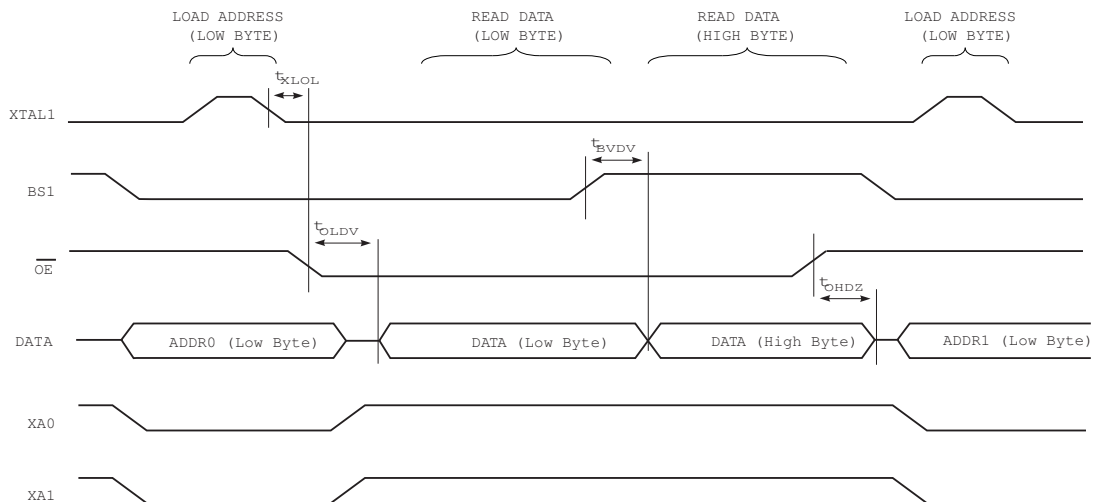 LOAD ADDRESS
(LOW BYTE)
READ DATA
(LOW BYTE)
READ DATA
(HIGH BYTE)
LOAD ADDRESS
(LOW BYTE)
tXLOL
XTAL1
tBVDV
BS1
tOLDV
OE
tOHDZ
DATA
ADDR0 (Low Byte)
DATA (Low Byte)
DATA (High Byte)
ADDR1 (Low Byte)
XA0
XA1